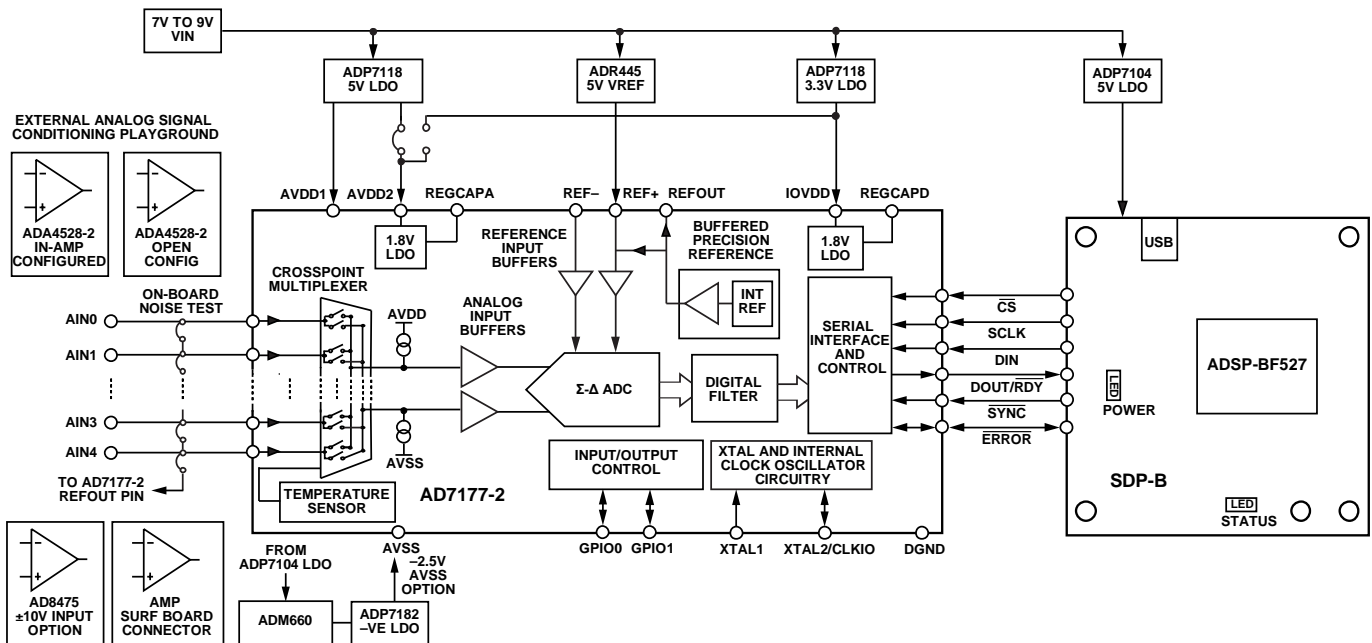 7V TO 9V
VIN
ADP7118
5V LDO
ADR445
5V VREF
ADP7118
3.3V LDO
ADP7104
5V LDO
EXTERNAL ANALOG SIGNAL
CONDITIONING PLAYGROUND
ADA4528-2
IN-AMP
CONFIGURED
ADA4528-2
OPEN
CONFIG
AVDD1
AVDD2
REGCAPA
REF–
REF+
REFOUT
IOVDD
REGCAPD
1.8V
LDO
REFERENCE
INPUT
BUFFERS
BUFFERED
PRECISION
REFERENCE
1.8V
LDO
INT
REF
CROSSPOINT
MULTIPLEXER
ON-BOARD
NOISE TEST
AVDD
ANALOG
INPUT
BUFFERS
AIN0
AIN1
AIN3
AIN4
Σ-Δ ADC
DIGITAL
FILTER
SERIAL
INTERFACE
AND
CONTROL
AVSS
TO AD7177-2
REFOUT PIN
TEMPERATURE
SENSOR
AD7177-2
INPUT/OUTPUT
CONTROL
XTAL AND INTERNAL
CLOCK OSCILLATOR
CIRCUITRY
CS
SCLK
DIN
DOUT/RDY
SYNC
ERROR
USB
ADSP-BF527
LED
POWER
SDP-B
LED
STATUS
AVSS
GPIO0
GPIO1
XTAL1
XTAL2/CLKIO
DGND
–2.5V
AVSS
OPTION
FROM
ADP7104 LDO
ADM660
ADP7182
–VE LDO
AD8475
±10V INPUT
OPTION
AMP
SURF BOARD
CONNECTOR